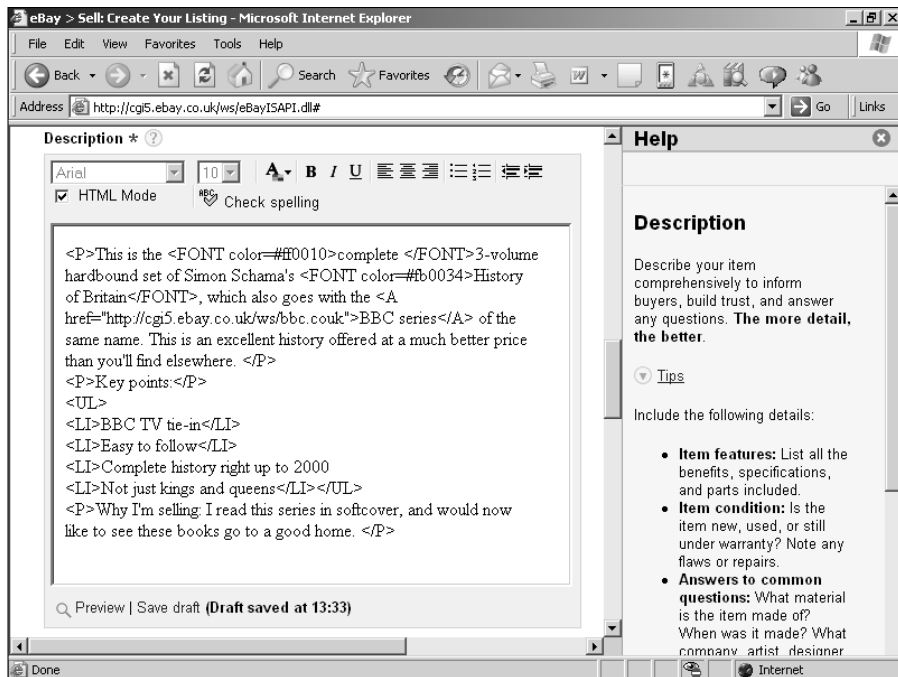 eBay > Sell: Create Your Listing - Microsoft Internet Explorer
File Edit View Favorites Tools Help
Back Search Favorites
Address http://cgi5.ebay.co.uk/ws/eBayISAPI.dll# Go Links
Description * ?
Arial 10 A B I U
HTML Mode ABC Check spelling
<P>This is the <FONT color=#ff0010>complete </FONT>3-volume
hardbound set of Simon Schama's <FONT color=#fb0034>History
of Britain</FONT>, which also goes with the <A
href="http://cgi5.ebay.co.uk/ws/bbc.couk">BBC series</A> of the
same name. This is an excellent history offered at a much better price
than you'll find elsewhere. </P>
<P>Key points:</P>
<UL>
<LI>BBC TV tie-in</LI>
<LI>Easy to follow</LI>
<LI>Complete history right up to 2000
<LI>Not just kings and queens</LI></UL>
<P>Why I'm selling: I read this series in softcover, and would now
like to see these books go to a good home. </P>
Preview | Save draft (Draft saved at 13:33)
Help
Description
Describe your item
comprehensively to inform
buyers, build trust, and answer
any questions. The more detail,
the better.
Tips
Include the following details:
• Item features: List all the
benefits, specifications,
and parts included.
• Item condition: Is the
item new, used, or still
under warranty? Note any
flaws or repairs.
• Answers to common
questions: What material
is the item made of?
When was it made? What
company, artist, designer
Done Internet